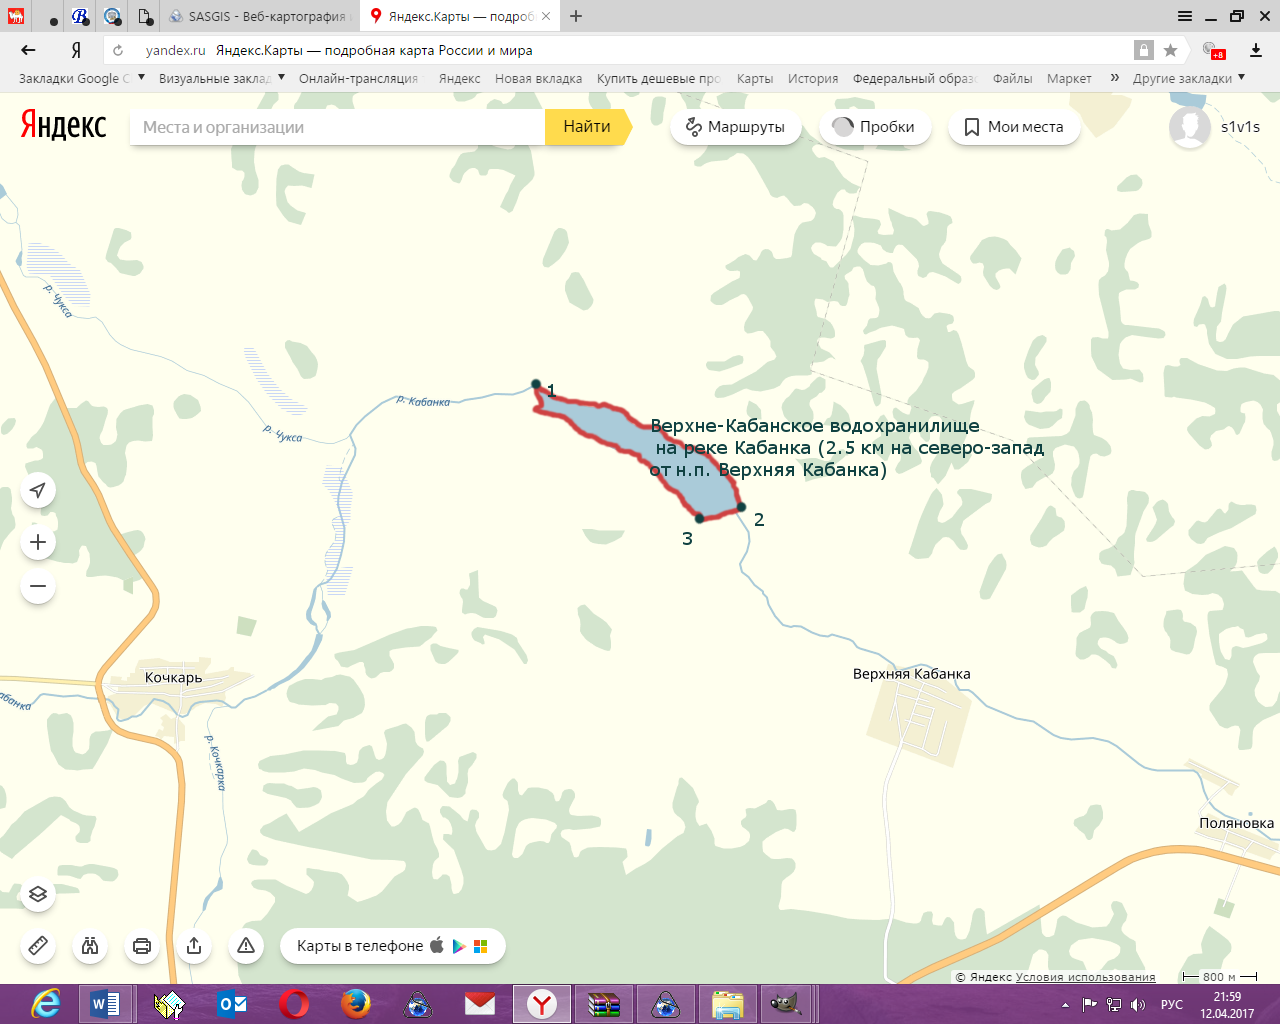 SASGIS - Веб-картография и
Яндекс.Карты — подроб
yandex.ru Яндекс.Карты — подробная карта России и мира
+8
Закладки Google C Визуальные заклад Онлайн-трансляция Яндекс Новая вкладка Купить дешевые про Карты История Федеральный образо Файлы Маркет » Другие закладки
Яндекс
Места и организации
Найти
Маршруты
Пробки
Мои места
s1v1s
р. Чукса
р. Кабанка
р. Чукса
1
Верхне-Кабанское водохранилище
на реке Кабанка (2.5 км на северо-запад
от н.п. Верхняя Кабанка)
2
3
Кочкарь
Верхняя Кабанка
абанка
р. Кочкарка
Поляновка
Карты в телефоне
© Яндекс Условия использования
800 м
РУС
21:59
12.04.2017